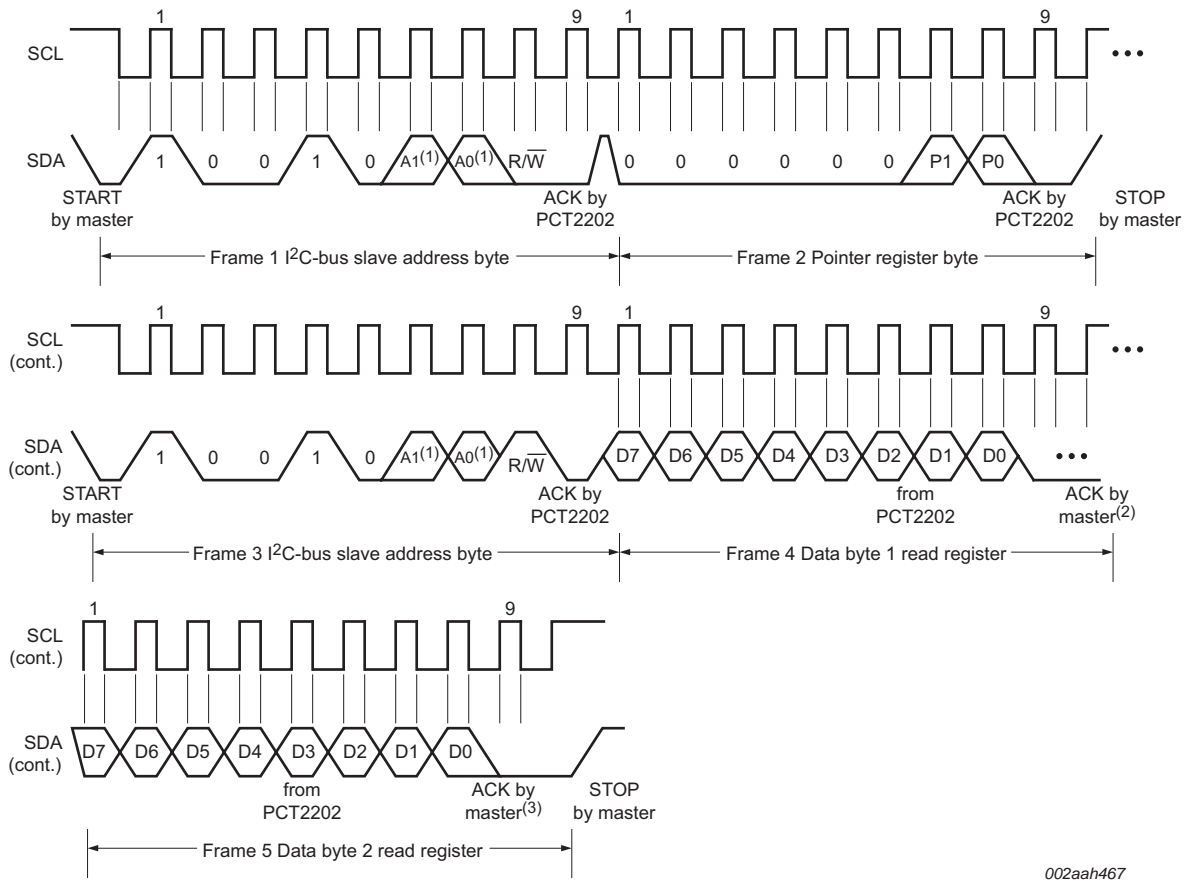 1 9 1 9
SCL
SDA 1 0 0 1 0 A1(1) A0(1) R/W 0 0 0 0 0 0 P1 P0
START by master
ACK by PCT2202
ACK by PCT2202
STOP by master
Frame 1 I2C-bus slave address byte
Frame 2 Pointer register byte
1 9 1 9
SCL (cont.)
SDA (cont.) 1 0 0 1 0 A1(1) A0(1) R/W D7 D6 D5 D4 D3 D2 D1 D0
START by master
ACK by PCT2202
from PCT2202
ACK by master(2)
Frame 3 I2C-bus slave address byte
Frame 4 Data byte 1 read register
1 9
SCL (cont.)
SDA (cont.) D7 D6 D5 D4 D3 D2 D1 D0
from PCT2202
ACK by master(3)
STOP by master
Frame 5 Data byte 2 read register
002aah467